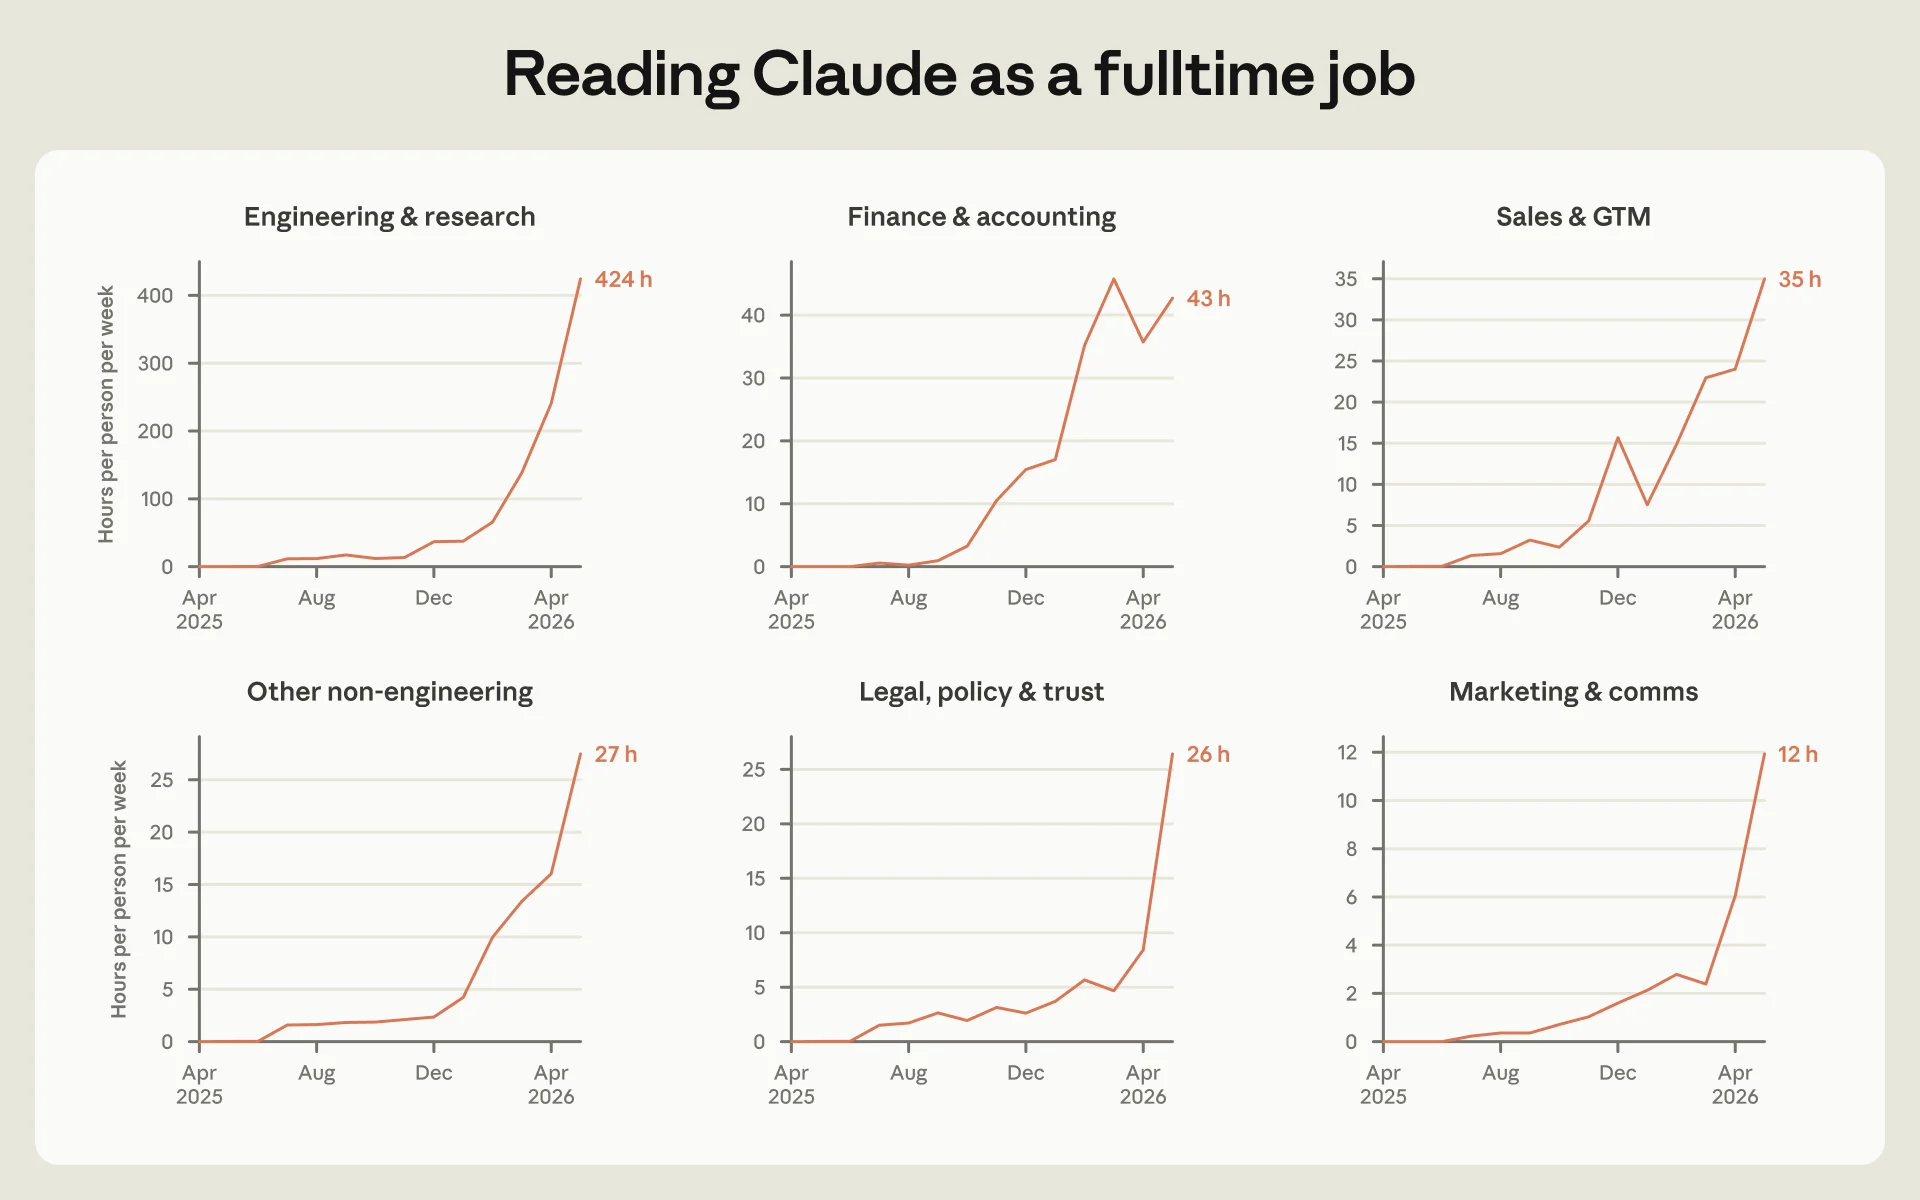 Reading Claude as a fulltime job
Engineering & research
Hours per person per week
400
300
200
100
0
424 h
Apr
2025
Aug
Dec
Apr
2026
Finance & accounting
40
30
20
10
0
43 h
Apr
2025
Aug
Dec
Apr
2026
Sales & GTM
35
30
25
20
15
10
5
0
35 h
Apr
2025
Aug
Dec
Apr
2026
Other non-engineering
Hours per person per week
25
20
15
10
5
0
27 h
Apr
2025
Aug
Dec
Apr
2026
Legal, policy & trust
25
20
15
10
5
0
26 h
Apr
2025
Aug
Dec
Apr
2026
Marketing & comms
12
10
8
6
4
2
0
12 h
Apr
2025
Aug
Dec
Apr
2026